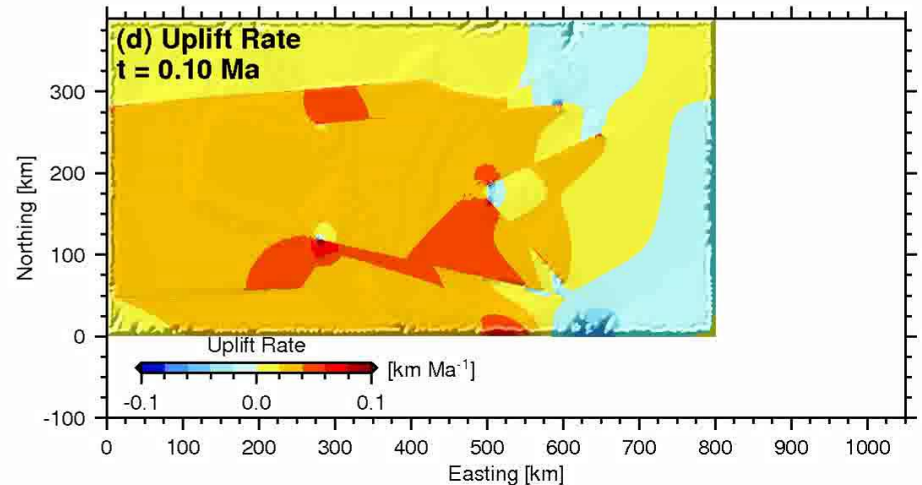 (d) Uplift Rate
t = 0.10 Ma
300
200
100
0
-100
Northing [km]
Uplift Rate
[km Ma-1]
-0.1 0.0 0.1
0 100 200 300 400 500 600 700 800 900 1000
Easting [km]